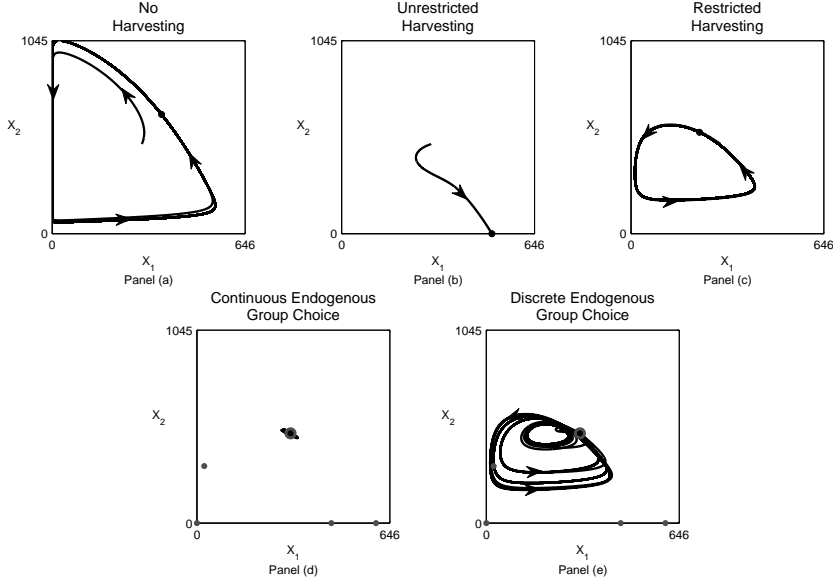 No
Harvesting
1045
X2
0
0
646
X1
Panel (a)
Unrestricted
Harvesting
1045
X2
0
0
646
X1
Panel (b)
Restricted
Harvesting
1045
X2
0
0
646
X1
Panel (c)
Continuous Endogenous
Group Choice
1045
X2
0
0
646
X1
Panel (d)
Discrete Endogenous
Group Choice
1045
X2
0
0
646
X1
Panel (e)